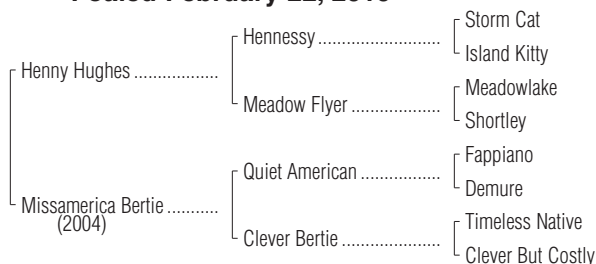 Foaled February
Storm Cat
Hennessy ........................
Island Kitty
Henny Hughes .................
Meadowlake
Meadow Flyer ..................
Shortley
Fappiano
Quiet American .................
Demure
Missamerica Bertie ..........
(2004)
Timeless Native
Clever Bertie ....................
Clever But Costly